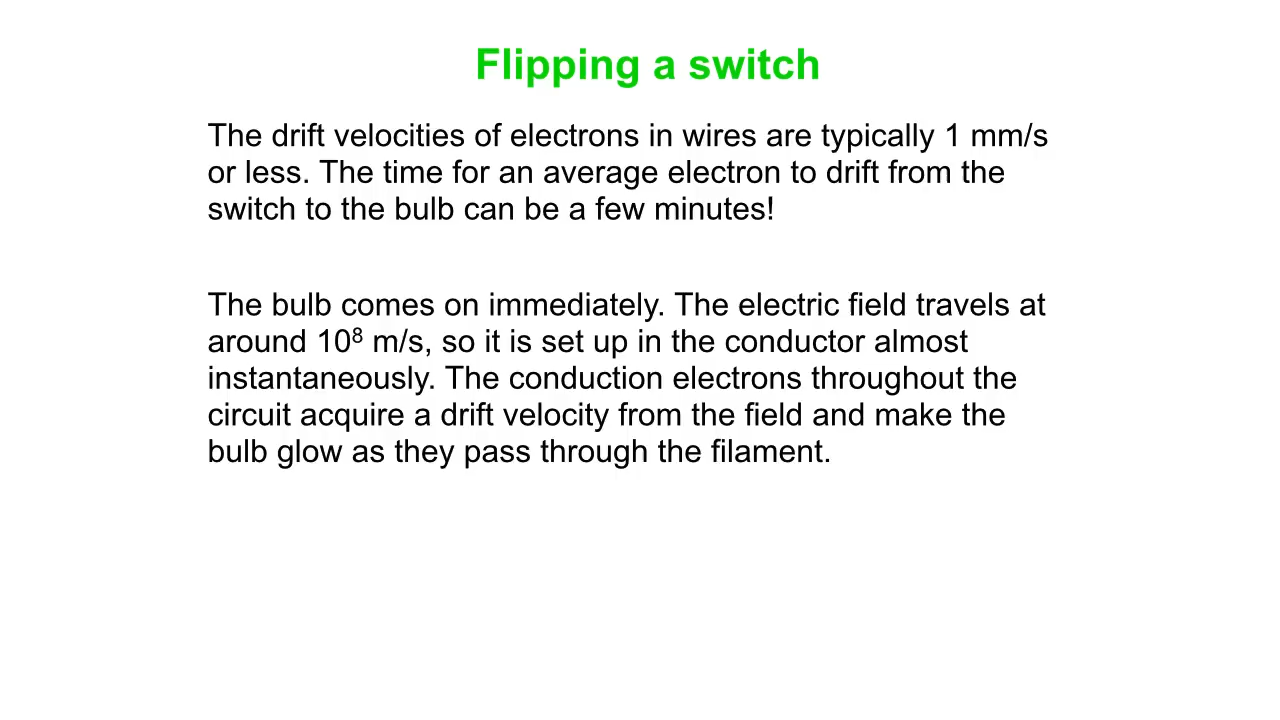 Flipping a switch
The drift velocities of electrons in wires are typically 1 mm/s
or less. The time for an average electron to drift from the
switch to the bulb can be a few minutes!
The bulb comes on immediately. The electric field travels at
around 10⁸ m/s, so it is set up in the conductor almost
instantaneously. The conduction electrons throughout the
circuit acquire a drift velocity from the field and make the
bulb glow as they pass through the filament.